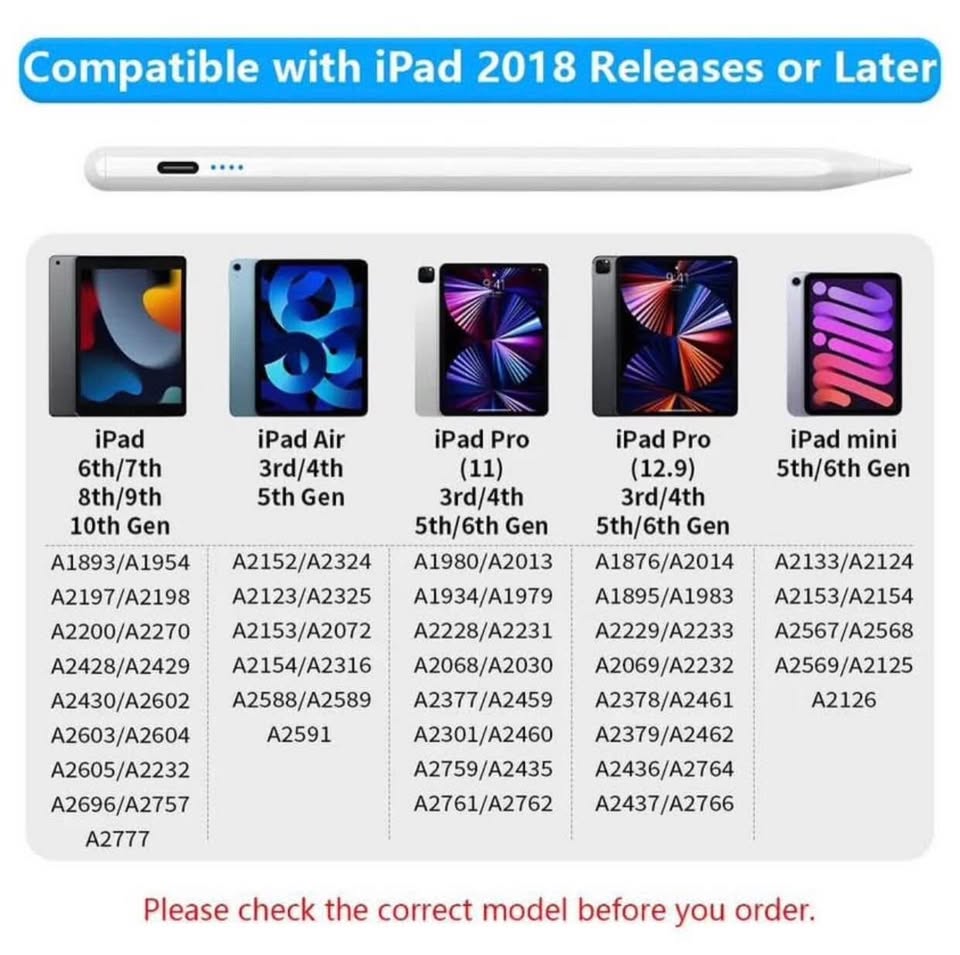 Compatible with iPad 2018 Releases or Later
9:41
9:41
iPad
6th/7th
8th/9th
10th Gen
iPad Air
3rd/4th
5th Gen
iPad Pro
(11)
3rd/4th
5th/6th Gen
iPad Pro
(12.9)
3rd/4th
5th/6th Gen
iPad mini
5th/6th Gen
A1893/A1954
A2197/A2198
A2200/A2270
A2428/A2429
A2430/A2602
A2603/A2604
A2605/A2232
A2696/A2757
A2777
A2152/A2324
A2123/A2325
A2153/A2072
A2154/A2316
A2588/A2589
A2591
A1980/A2013
A1934/A1979
A2228/A2231
A2068/A2030
A2377/A2459
A2301/A2460
A2759/A2435
A2761/A2762
A1876/A2014
A1895/A1983
A2229/A2233
A2069/A2232
A2378/A2461
A2379/A2462
A2436/A2764
A2437/A2766
A2133/A2124
A2153/A2154
A2567/A2568
A2569/A2125
A2126
Please check the correct model before you order.